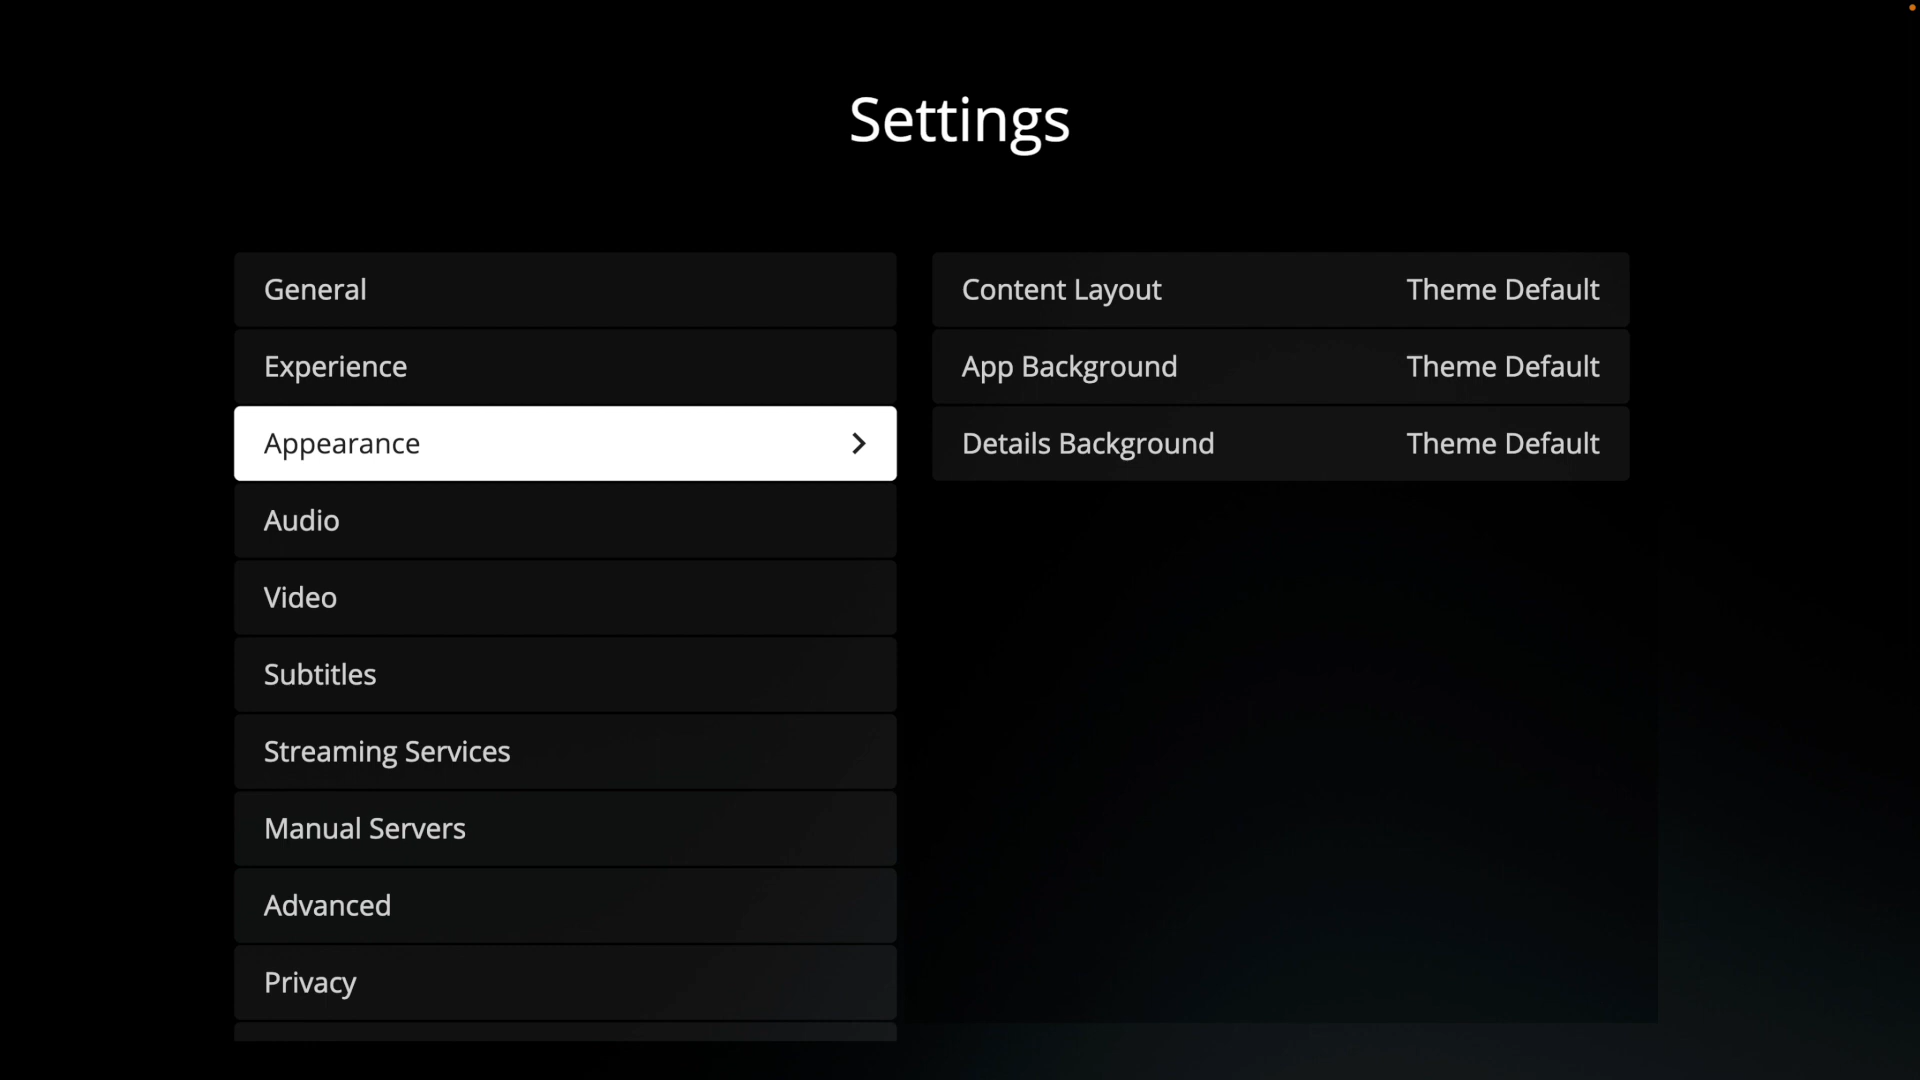 Settings
General
Experience
Appearance
Audio
Video
Subtitles
Streaming Services
Manual Servers
Advanced
Privacy
Content Layout Theme Default
App Background Theme Default
Details Background Theme Default